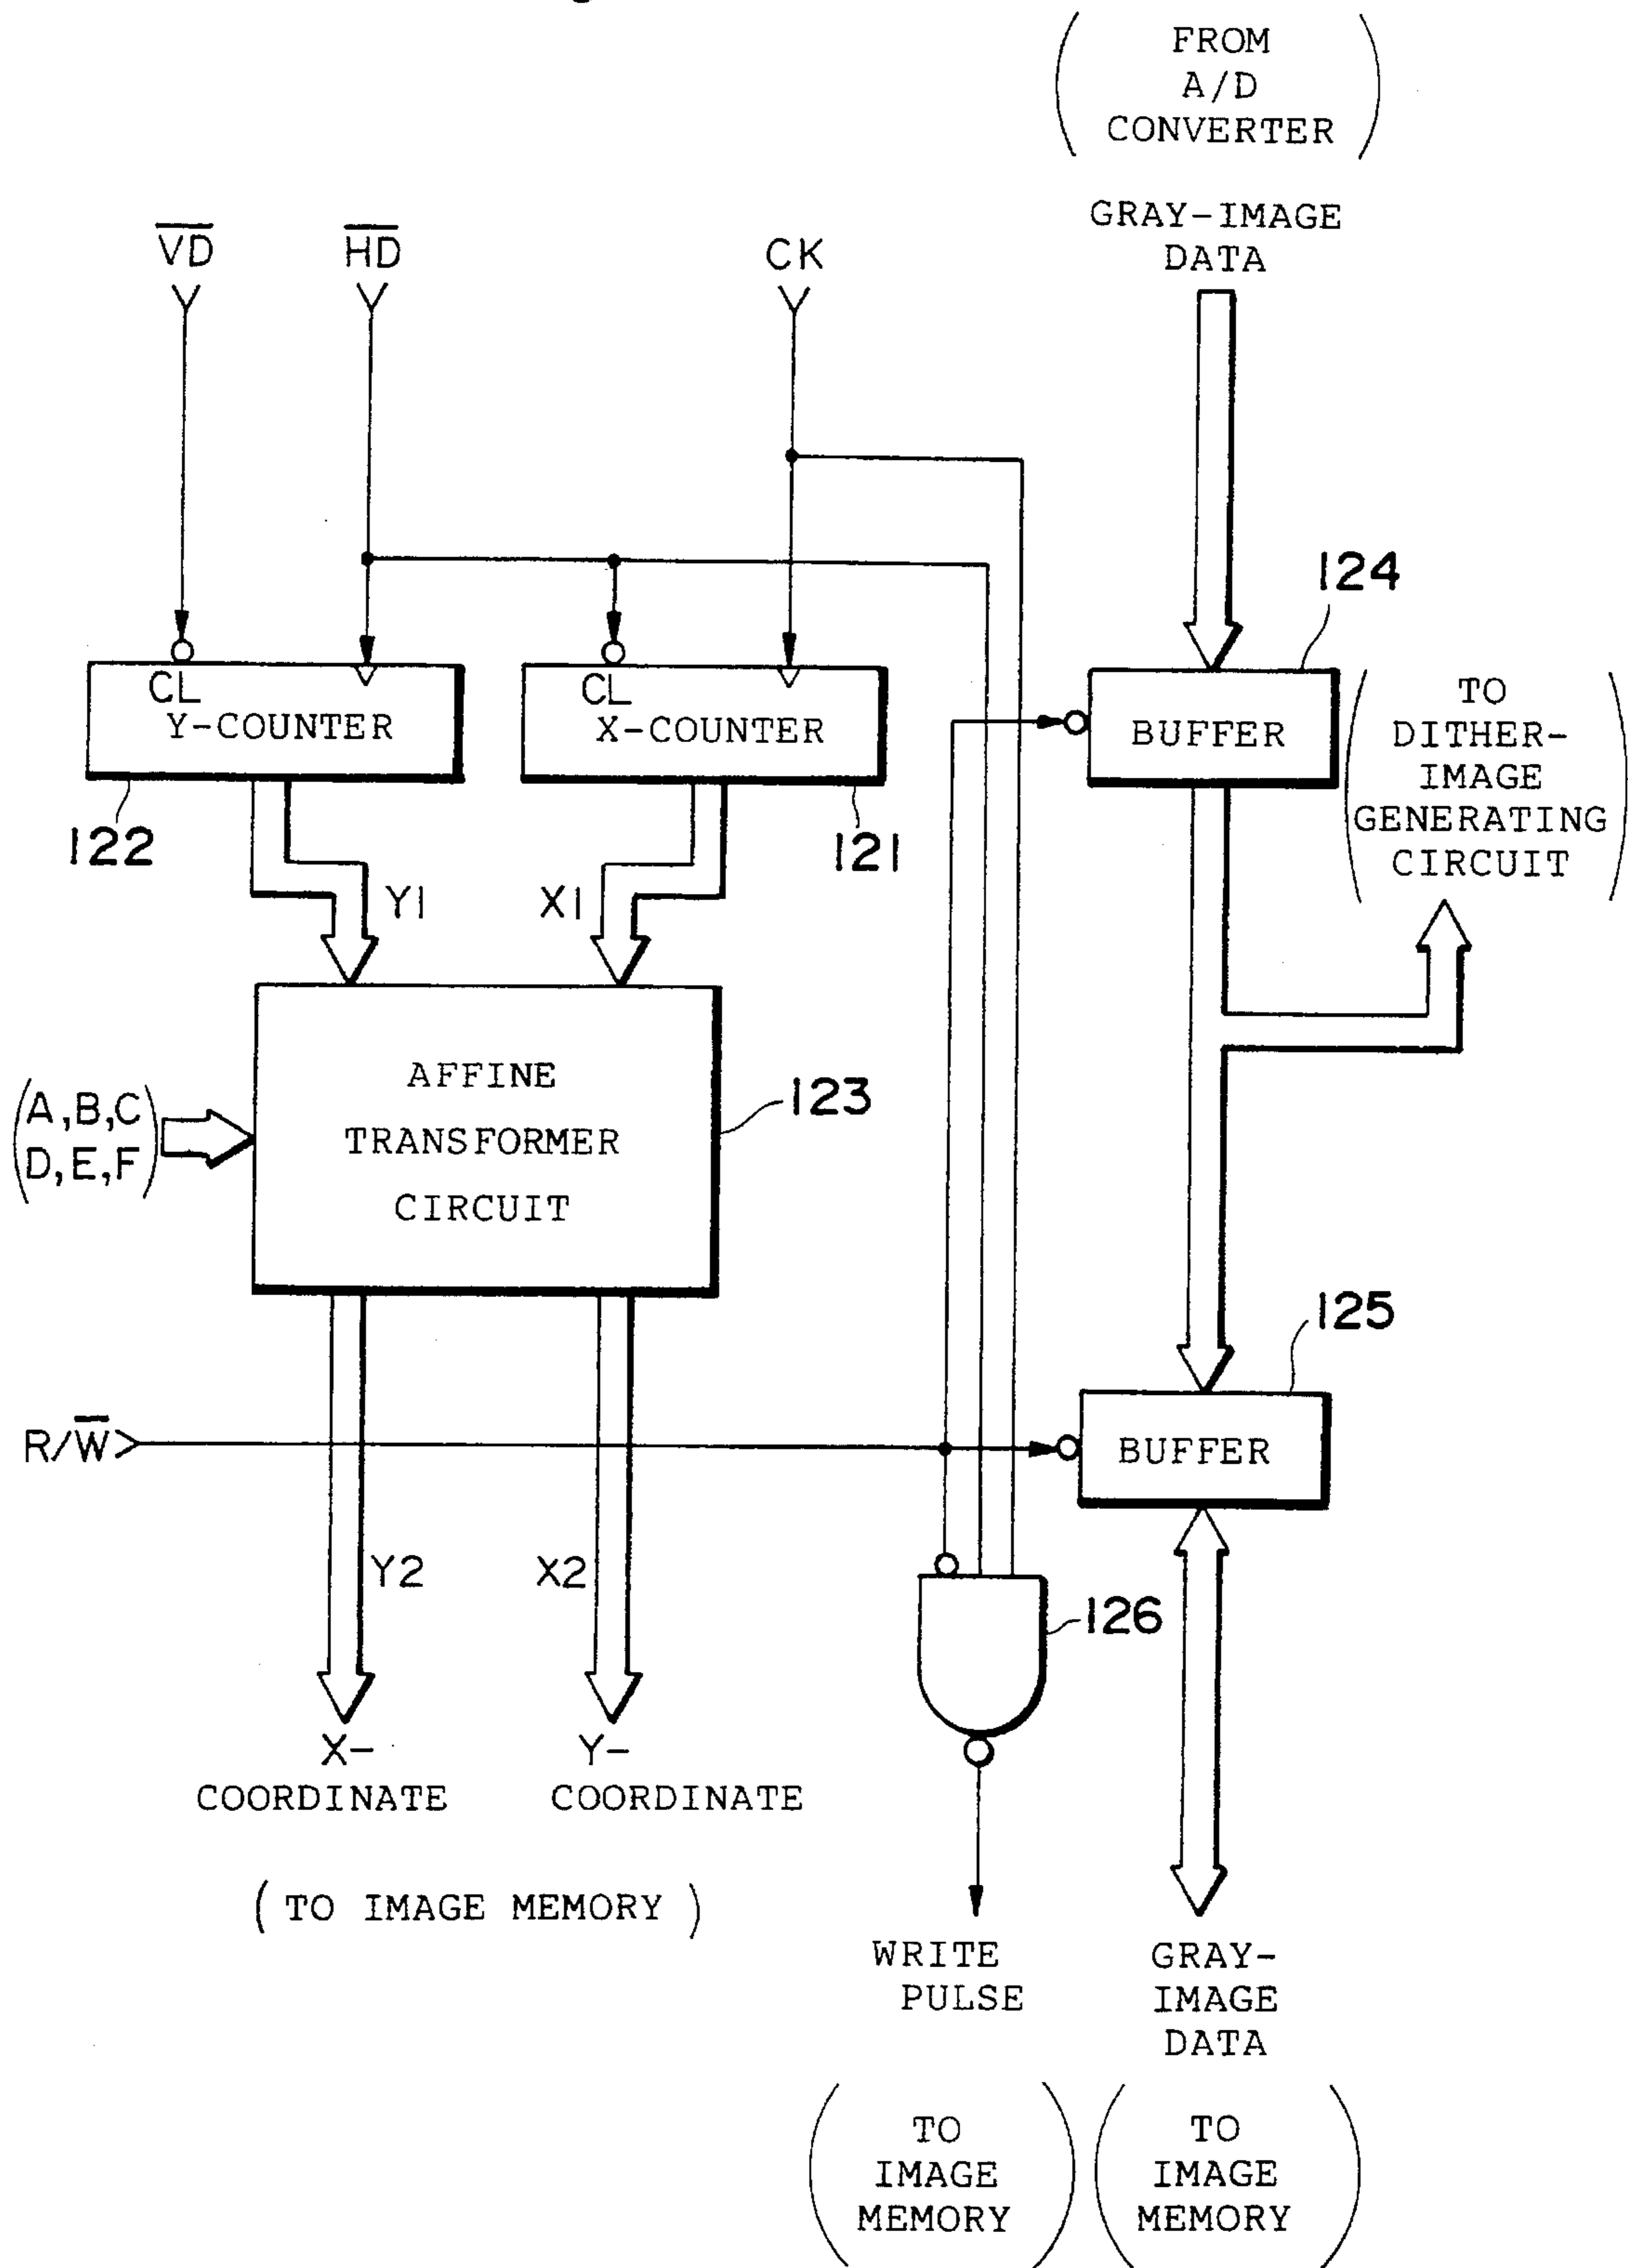 FROM
A/D
CONVERTER
GRAY-IMAGE
DATA
V̅D̅
H̅D̅
CK
124
CL
Y-COUNTER
CL
X-COUNTER
BUFFER
TO
DITHER-
IMAGE
GENERATING
CIRCUIT
122
121
Y1
X1
A,B,C
D,E,F
AFFINE
TRANSFORMER
CIRCUIT
123
125
R/W̅
BUFFER
Y2
X2
126
X-
COORDINATE
Y-
COORDINATE
( TO IMAGE MEMORY )
WRITE
PULSE
GRAY-
IMAGE
DATA
TO
IMAGE
MEMORY
TO
IMAGE
MEMORY